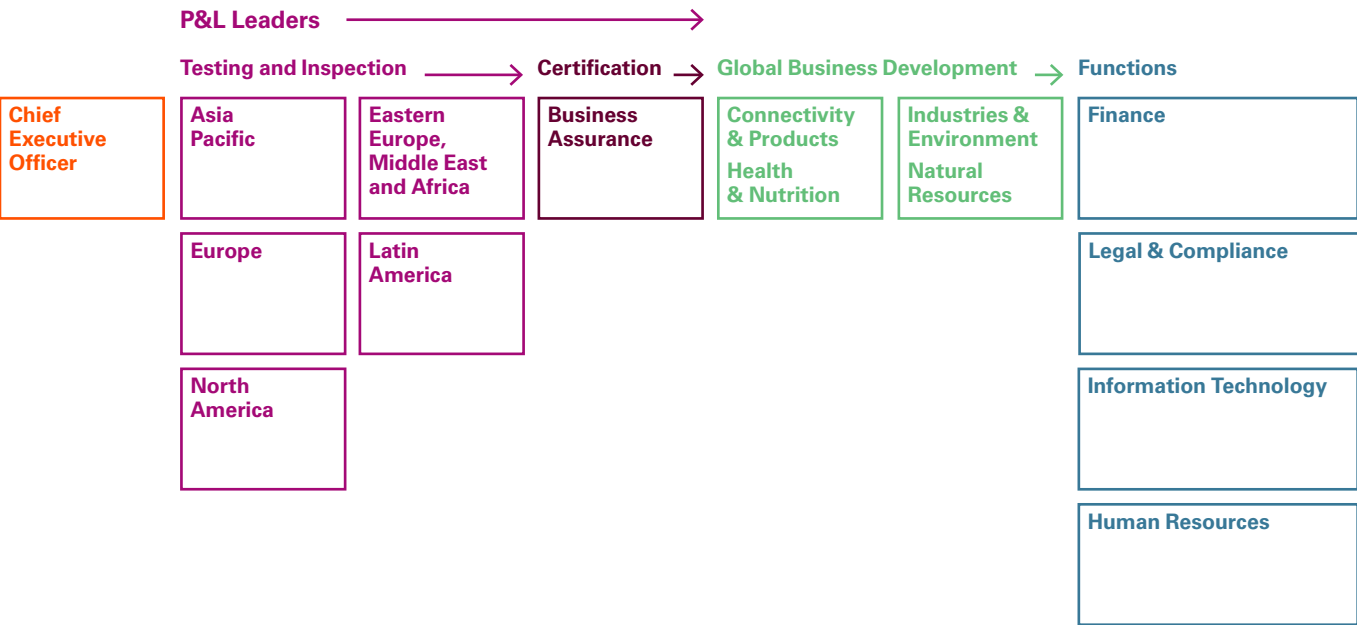 P&L Leaders
Testing and Inspection
Certification
Global Business Development
Functions
Chief
Executive
Officer
Asia
Pacific
Eastern
Europe,
Middle East
and Africa
Business
Assurance
Connectivity
& Products
Health
& Nutrition
Industries &
Environment
Natural
Resources
Finance
Europe
Latin
America
Legal & Compliance
North
America
Information Technology
Human Resources